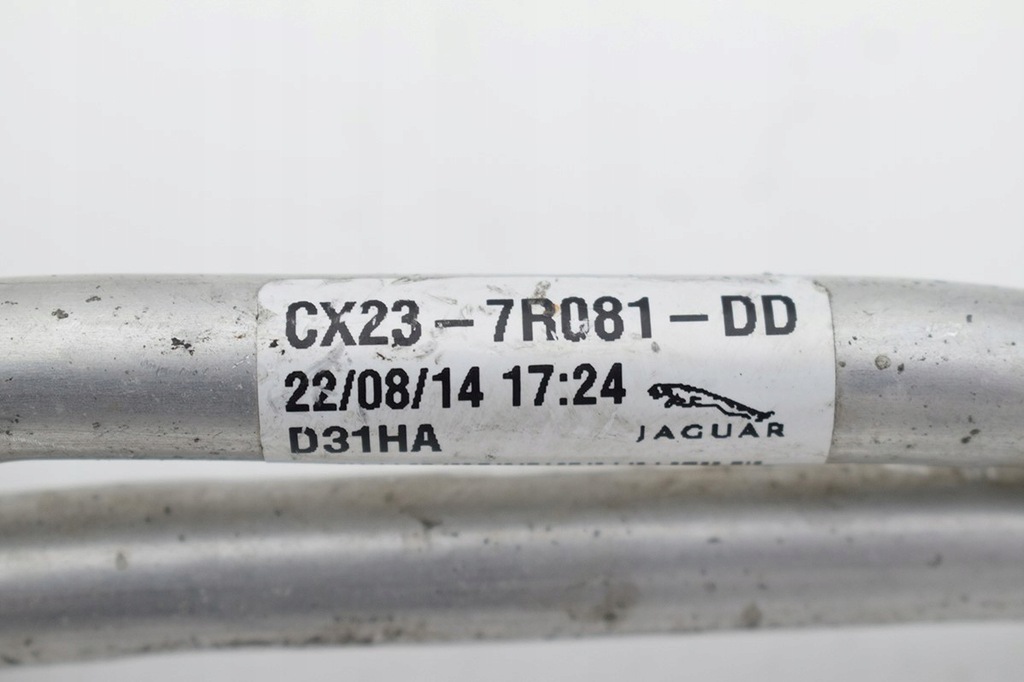 CX23-7R081-DD
22/08/14 17:24
D31HA
JAGUAR